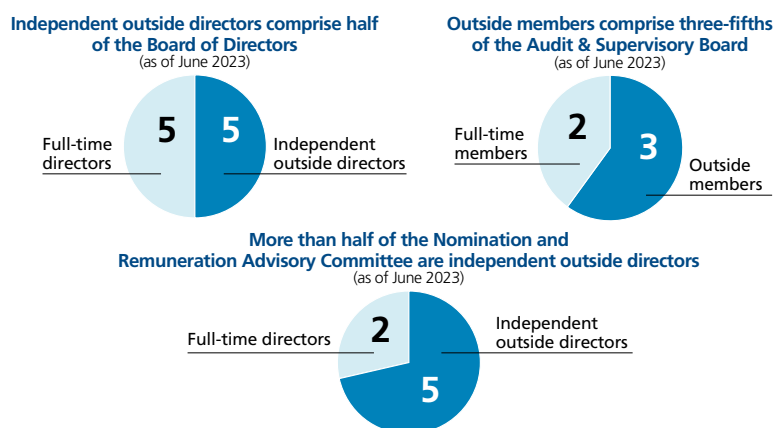 Independent outside directors comprise half
of the Board of Directors
(as of June 2023)
5
5
Full-time
directors
Independent
outside directors
Outside members comprise three-fifths
of the Audit & Supervisory Board
(as of June 2023)
2
3
Full-time
members
Outside
members
More than half of the Nomination and
Remuneration Advisory Committee are independent outside directors
(as of June 2023)
2
5
Full-time directors
Independent
outside directors